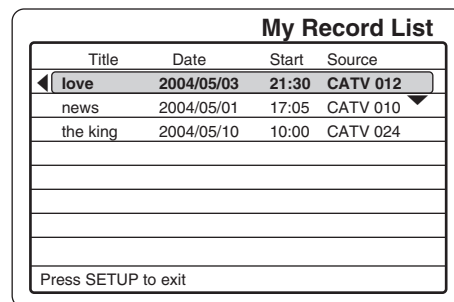 My Record List
Title Date Start Source
love 2004/05/03 21:30 CATV 012
news 2004/05/01 17:05 CATV 010
the king 2004/05/10 10:00 CATV 024
Press SETUP to exit